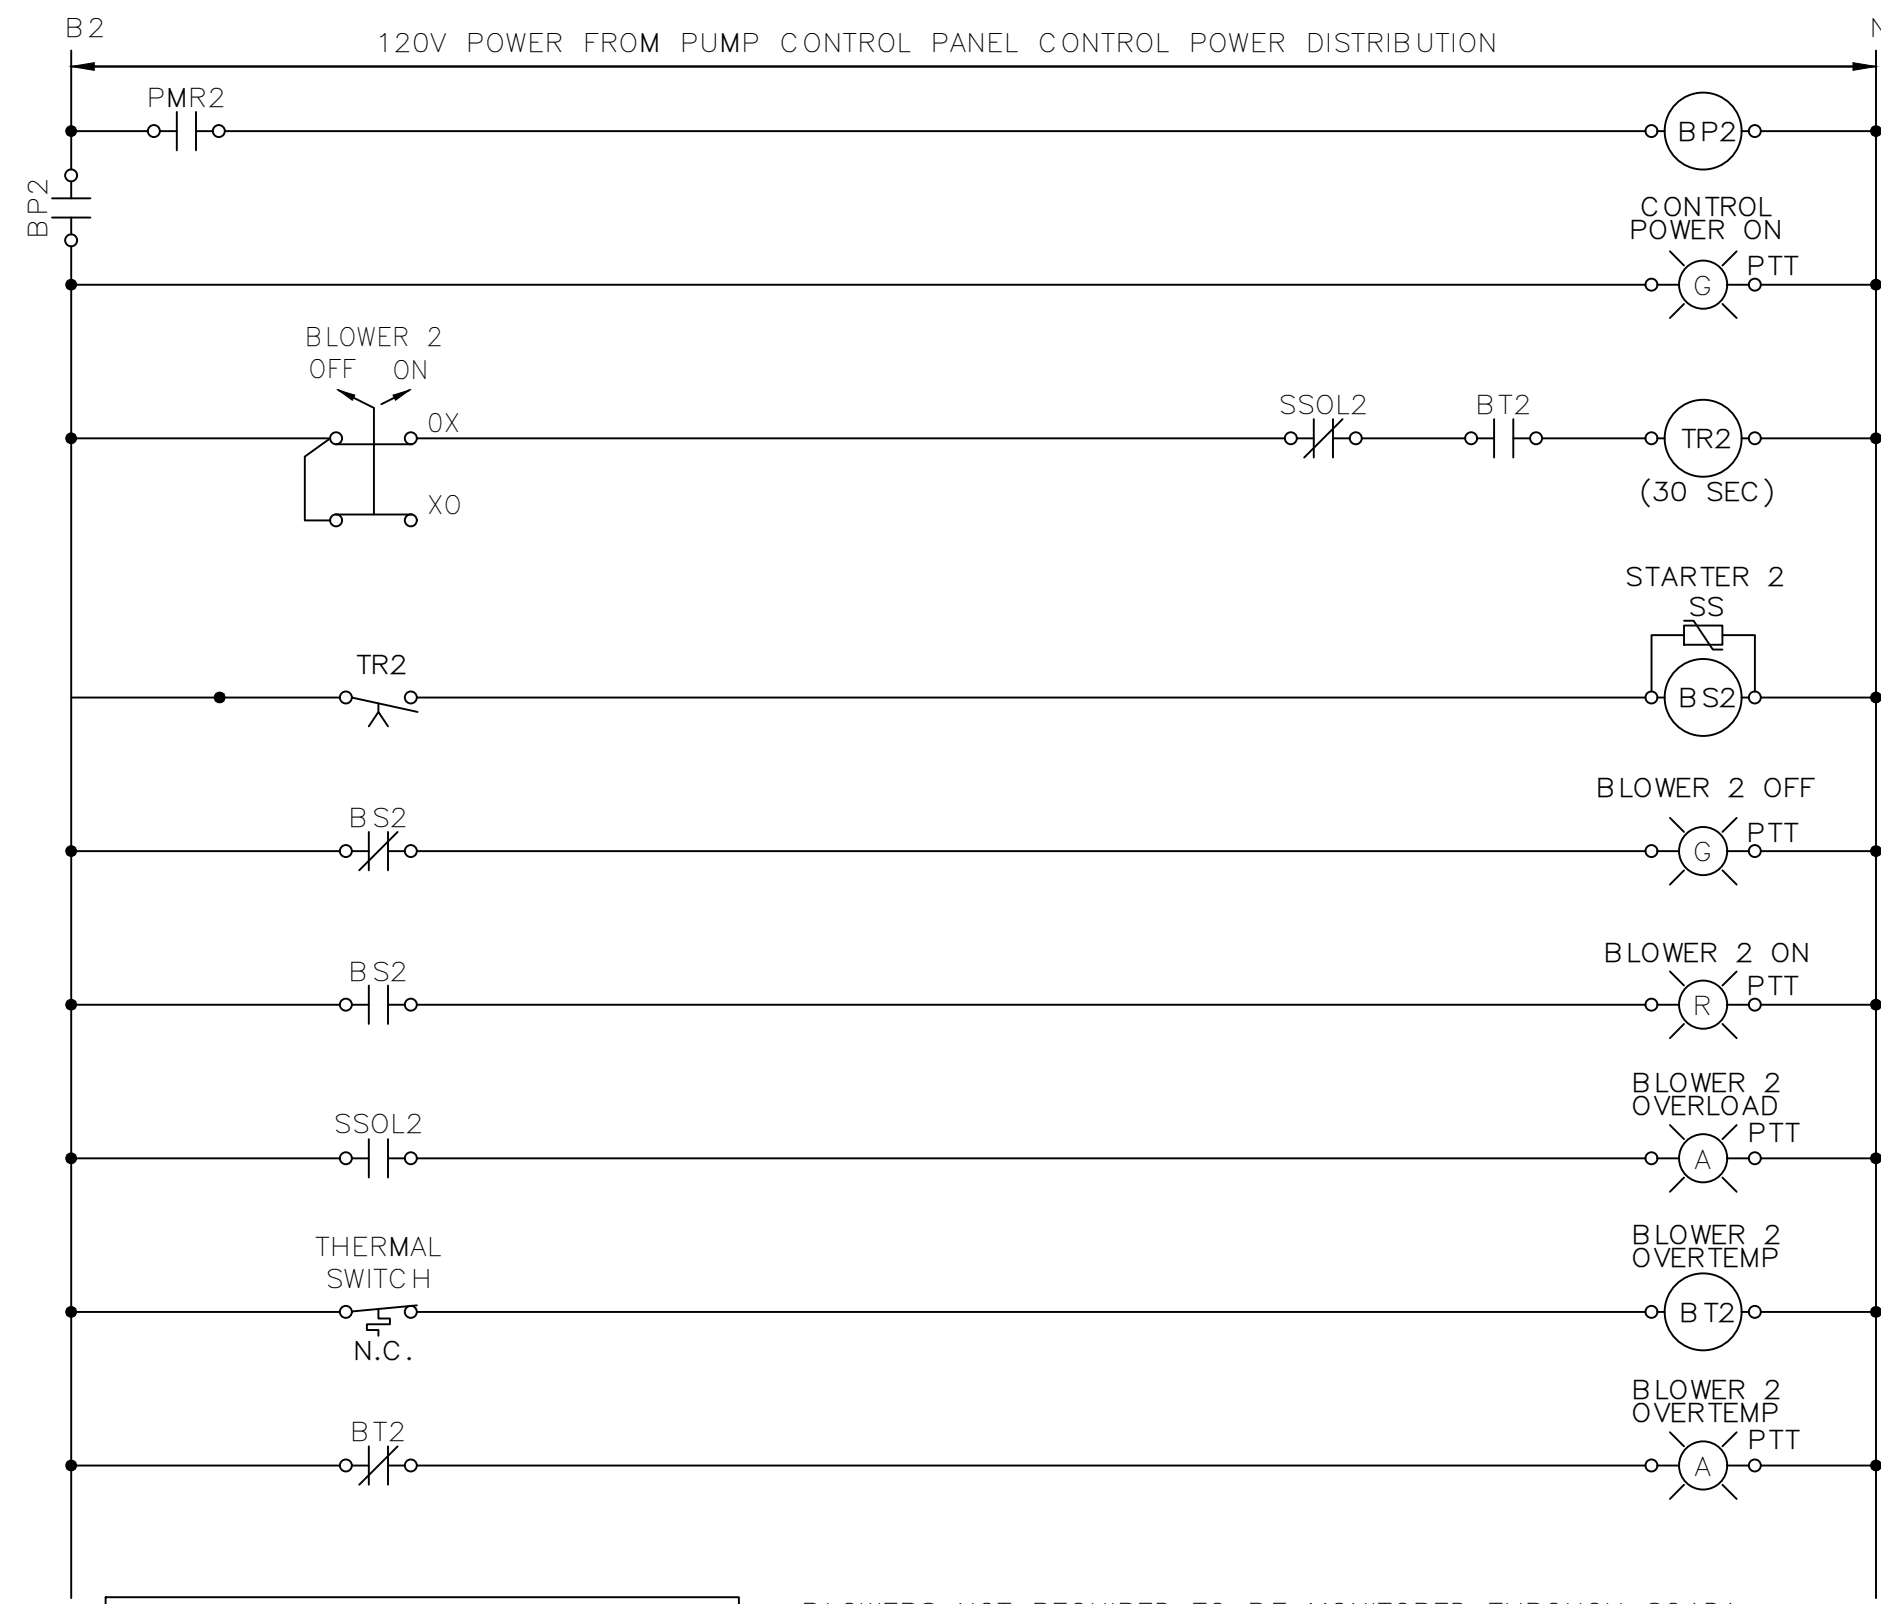 B2
120V POWER FROM PUMP CONTROL PANEL CONTROL POWER DISTRIBUTION
PMR2
BP2
BP2
CONTROL
POWER ON
PTT
G
BLOWER 2
OFF ON
OX
SSOL2
BT2
TR2
(30 SEC)
XO
STARTER 2
SS
TR2
BS2
BLOWER 2 OFF
BS2
PTT
G
BLOWER 2 ON
BS2
PTT
R
BLOWER 2
OVERLOAD
SSOL2
PTT
A
THERMAL
SWITCH
N.C.
BLOWER 2
OVERTEMP
BT2
BLOWER 2
OVERTEMP
BT2
PTT
A